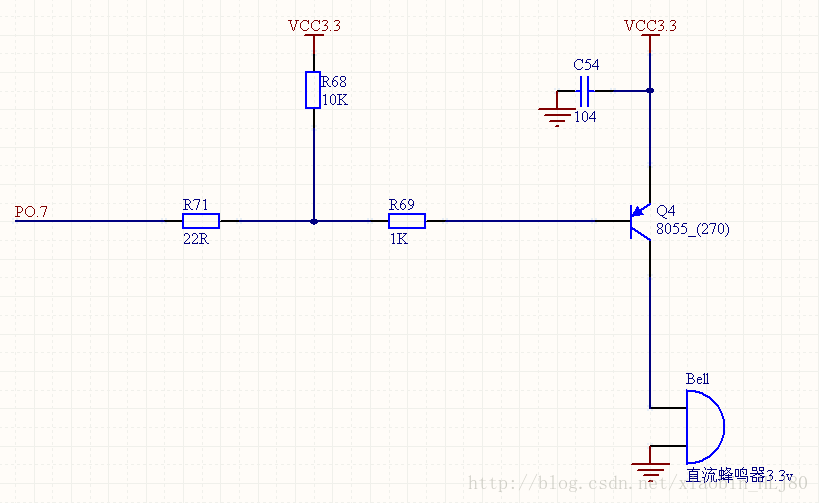 VCC3.3
VCC3.3
C54
R68
10K
104
PO.7
R71
R69
Q4
22R
1K
8055_(270)
Bell
直流蜂鸣器3.3v
http://blog.csdn.net/xiaobin_HLJ80